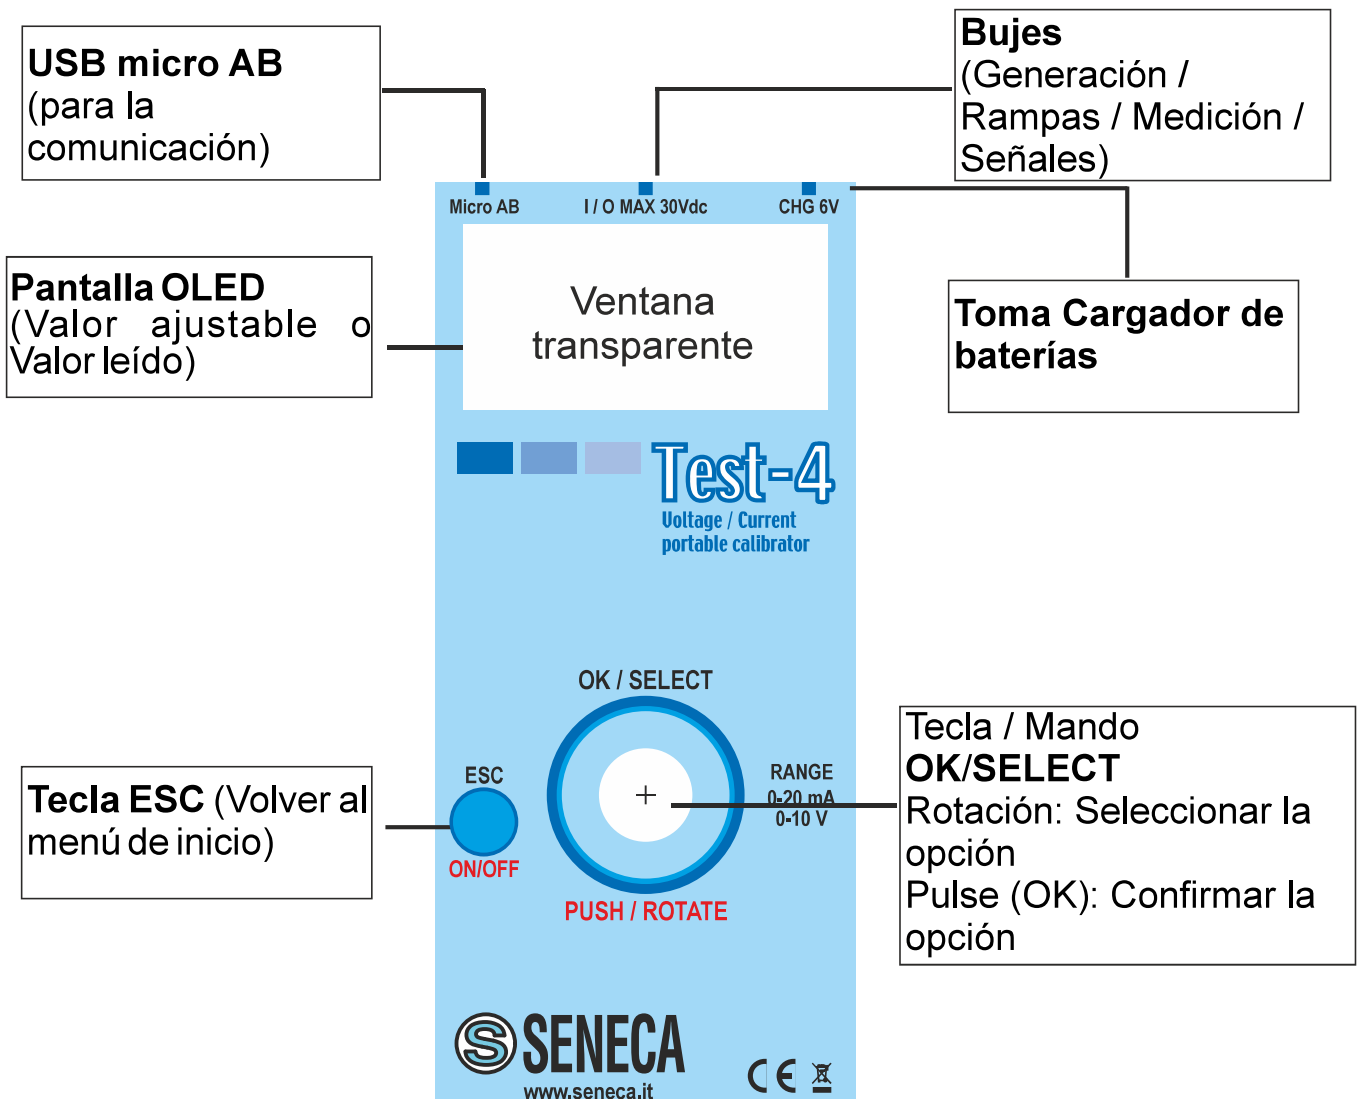 USB micro AB
(para la
comunicación)
Bujes
(Generación /
Rampas / Medición /
Señales)
Micro AB
I / O MAX 30Vdc
CHG 6V
Pantalla OLED
(Valor ajustable o
Valor leído)
Ventana
transparente
Toma Cargador de
baterías
Test-4
Voltage / Current
portable calibrator
OK / SELECT
ESC
ON/OFF
RANGE
0-20 mA
0-10 V
PUSH / ROTATE
Tecla ESC (Volver al
menú de inicio)
Tecla / Mando
OK/SELECT
Rotación: Seleccionar la
opción
Pulse (OK): Confirmar la
opción
S SENECA
www.seneca.it
CE